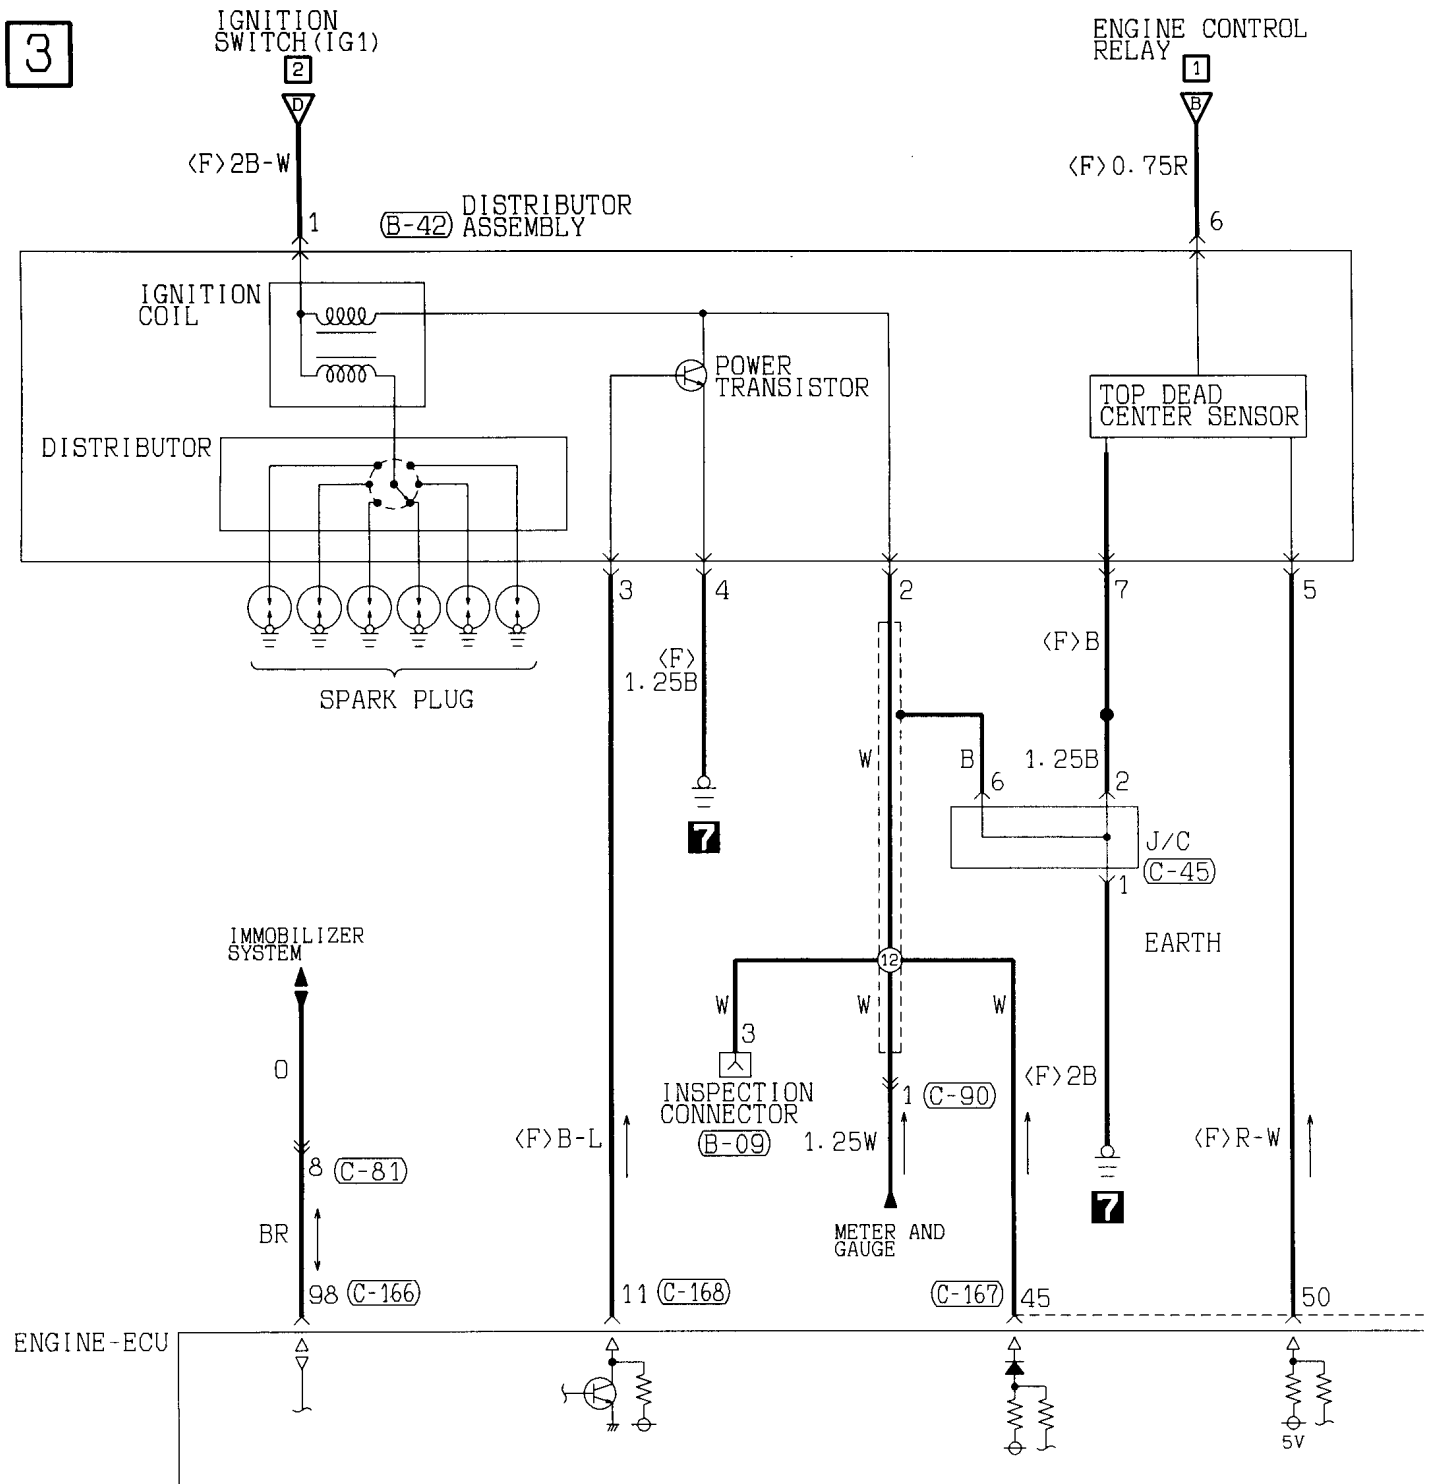 3
IGNITION
SWITCH(IG1)
2
D
ENGINE CONTROL
RELAY
1
B
<F>2B-W
<F>0.75R
1
B-42
DISTRIBUTOR
ASSEMBLY
6
IGNITION
COIL
POWER
TRANSISTOR
TOP DEAD
CENTER SENSOR
DISTRIBUTOR
3
4
2
7
5
SPARK PLUG
<F>
1.25B
<F>B
W
B
6
1.25B
2
7
J/C
C-45
1
IMMOBILIZER
SYSTEM
EARTH
12
W
W
W
3
O
INSPECTION
CONNECTOR
B-09
1
C-90
<F>2B
<F>B-L
1.25W
<F>R-W
8
C-81
7
BR
METER AND
GAUGE
98
C-166
11
C-168
C-167
45
50
ENGINE-ECU
5V